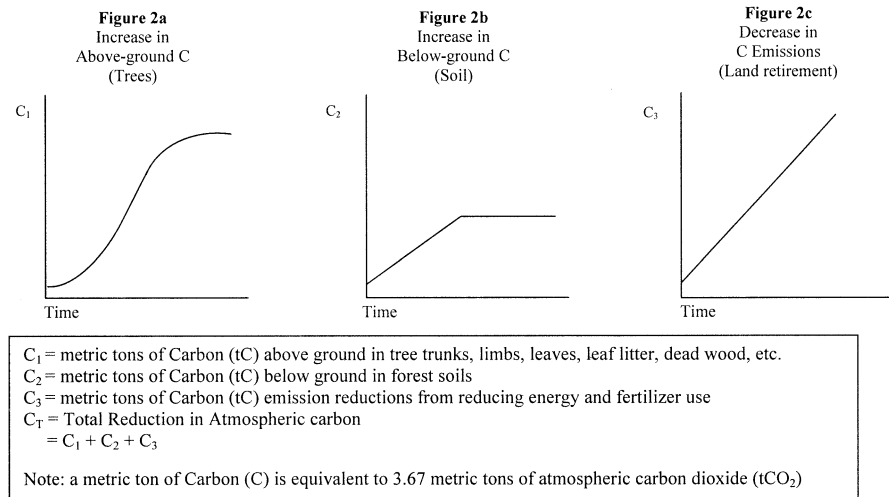 Figure 2a
Increase in
Above-ground C
(Trees)
Figure 2b
Increase in
Below-ground C
(Soil)
Figure 2c
Decrease in
C Emissions
(Land retirement)
C₁
Time
C₂
Time
C₃
Time
C₁ = metric tons of Carbon (tC) above ground in tree trunks, limbs, leaves, leaf litter, dead wood, etc.
C₂ = metric tons of Carbon (tC) below ground in forest soils
C₃ = metric tons of Carbon (tC) emission reductions from reducing energy and fertilizer use
C_T = Total Reduction in Atmospheric carbon
= C₁ + C₂ + C₃
Note: a metric ton of Carbon (C) is equivalent to 3.67 metric tons of atmospheric carbon dioxide (tCO₂)